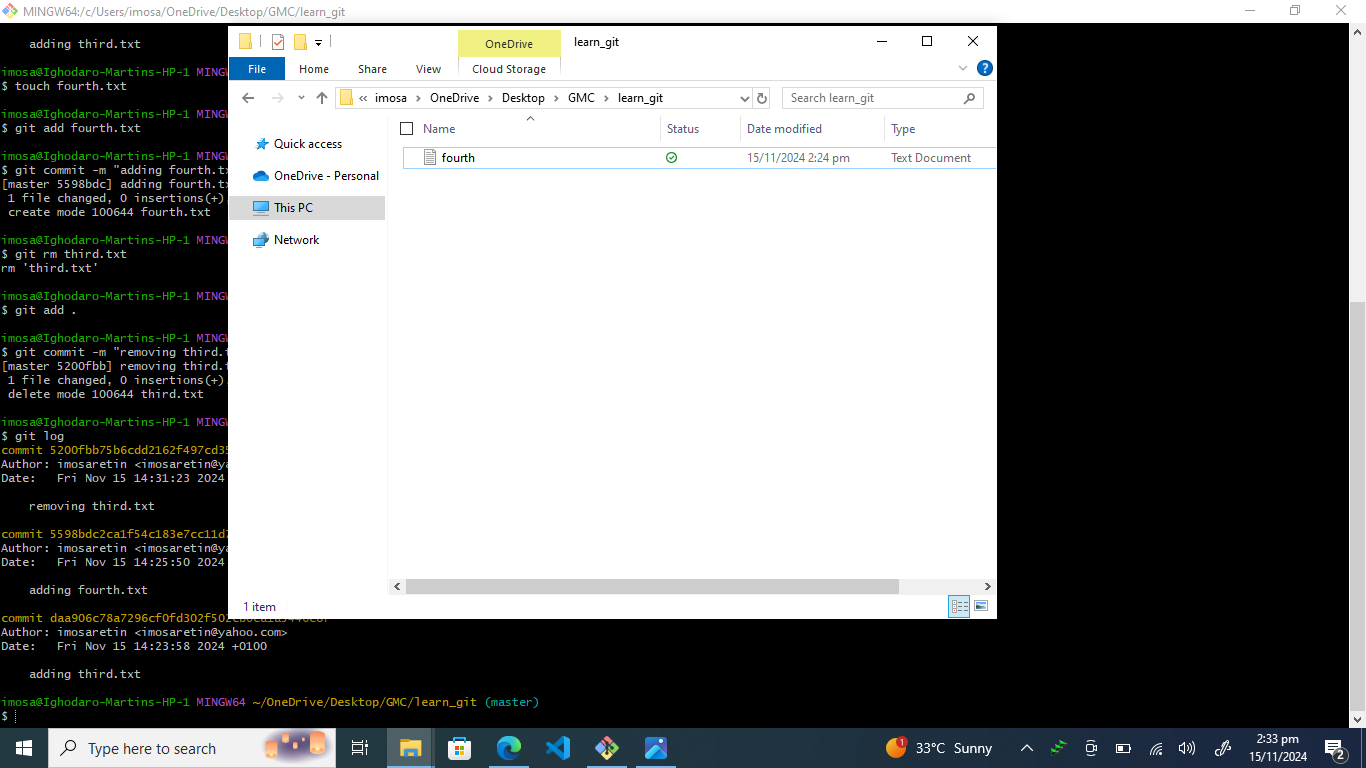 MINGW64:/c/Users/imosa/OneDrive/Desktop/GMC/learn_git
adding third.txt
imosa@Ighodaro-Martins-HP-1 MINGW
$ touch fourth.txt
imosa@Ighodaro-Martins-HP-1 MINGW
$ git add fourth.txt
imosa@Ighodaro-Martins-HP-1 MINGW
$ git commit -m "adding fourth.tx
[master 5598bdc] adding fourth.tx
1 file changed, 0 insertions(+)
create mode 100644 fourth.txt
imosa@Ighodaro-Martins-HP-1 MINGW
$ git rm third.txt
rm 'third.txt'
imosa@Ighodaro-Martins-HP-1 MINGW
$ git add .
imosa@Ighodaro-Martins-HP-1 MINGW
$ git commit -m "removing third.t
[master 5200fbb] removing third.t
1 file changed, 0 insertions(+)
delete mode 100644 third.txt
imosa@Ighodaro-Martins-HP-1 MINGW
$ git log
commit 5200fbb75b6cdd2162f497cd35
Author: imosaretin <imosaretin@ya
Date: Fri Nov 15 14:31:23 2024
removing third.txt
commit 5598bdc2ca1f54c183e7cc11d7
Author: imosaretin <imosaretin@ya
Date: Fri Nov 15 14:25:50 2024
adding fourth.txt
commit
Author: imosaretin <imosaretin@yahoo.com>
Date: Fri Nov 15 14:23:58 2024 +0100
adding third.txt
imosa@Ighodaro-Martins-HP-1 MINGW64 ~/OneDrive/Desktop/GMC/learn_git (master)
$
OneDrive learn_git
File Home Share View Cloud Storage
« imosa > OneDrive > Desktop > GMC > learn_git
Search learn_git
Name Status Date modified Type
fourth 15/11/2024 2:24 pm Text Document
Quick access
OneDrive - Personal
This PC
Network
1 item
Type here to search
1
33°C Sunny
2:33 pm
15/11/2024
2